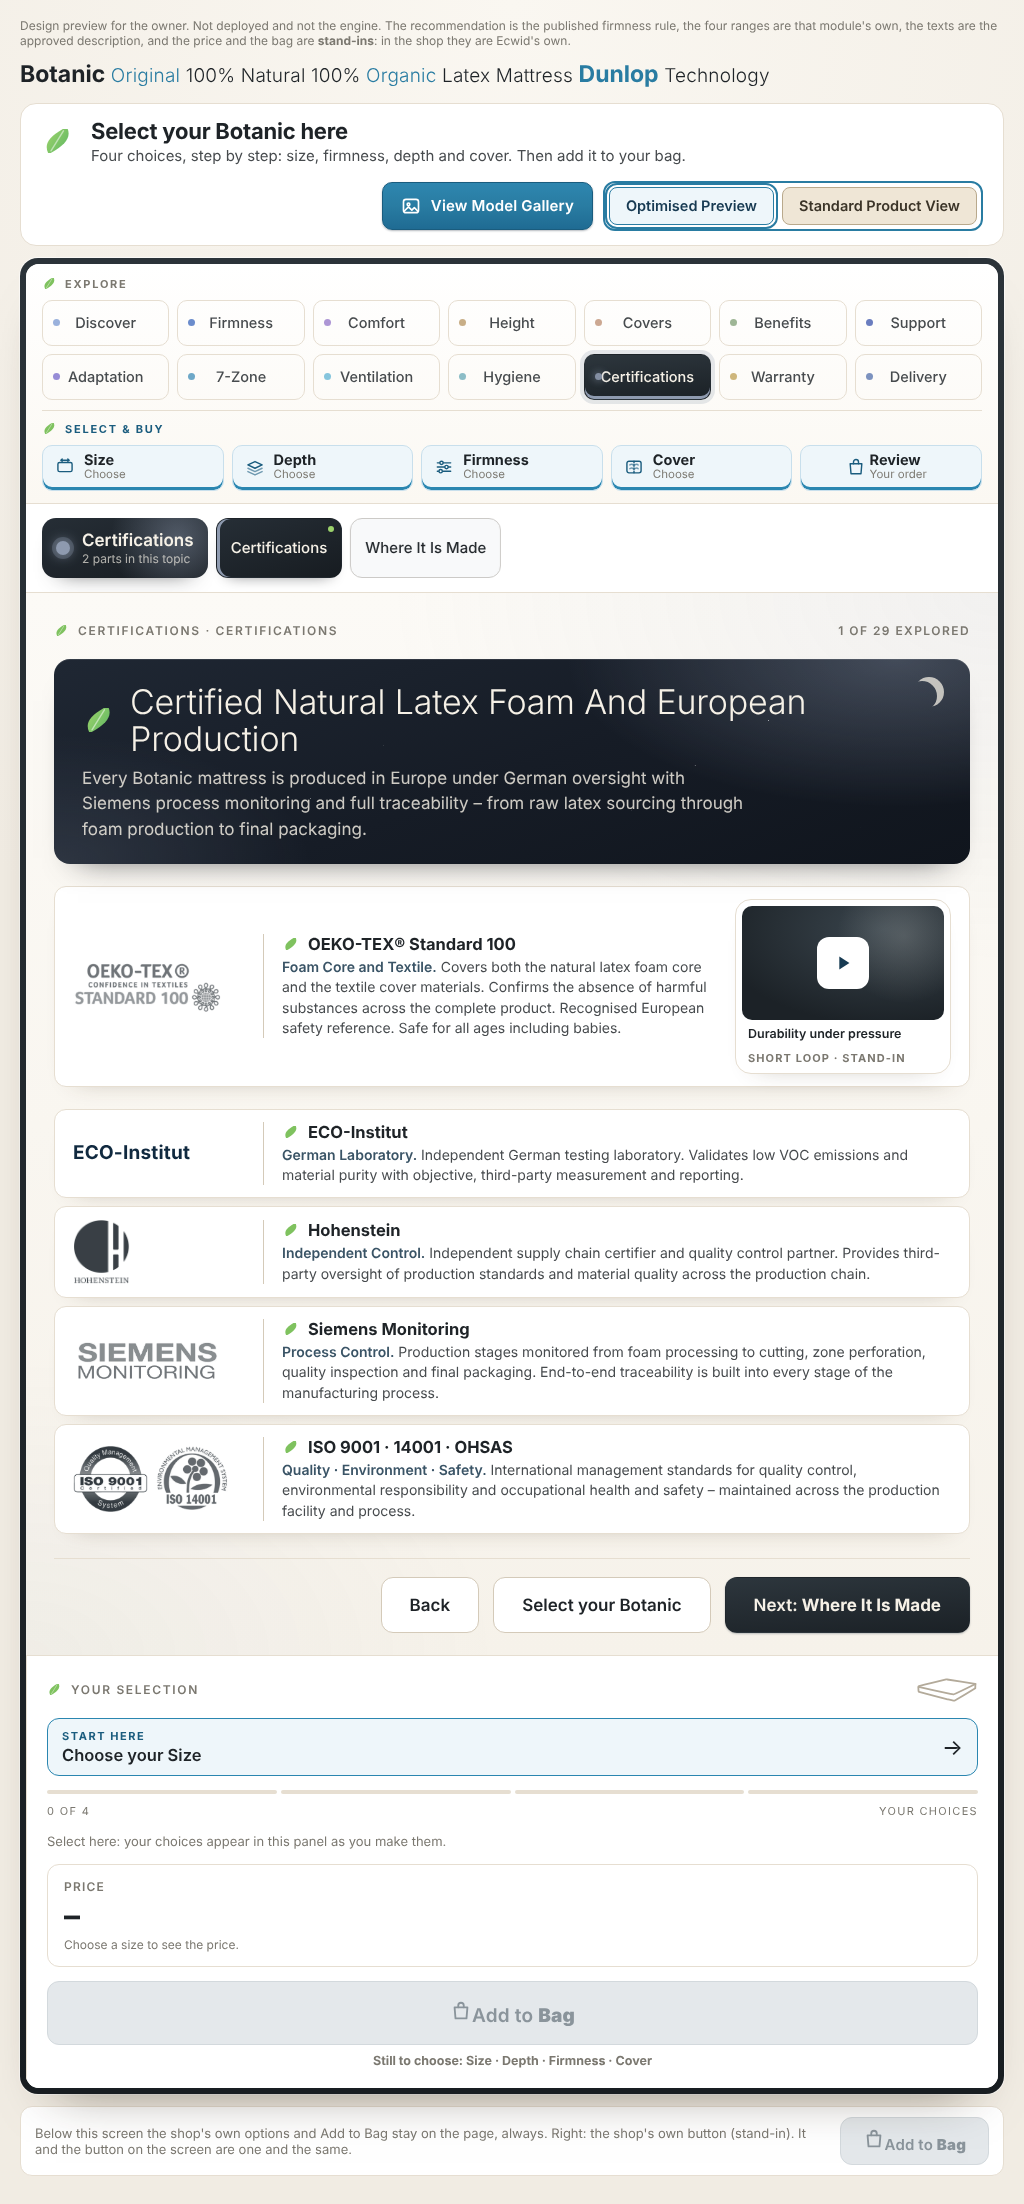 Design preview for the owner. Not deployed and not the engine. The recommendation is the published firmness rule, the four ranges are that module's own, the texts are the
approved description, and the price and the bag are stand-ins: in the shop they are Ecwid's own.
Botanic Original 100% Natural 100% Organic Latex Mattress Dunlop Technology
Select your Botanic here
Four choices, step by step: size, firmness, depth and cover. Then add it to your bag.
View Model Gallery
Optimised Preview
Standard Product View
EXPLORE
Discover
Firmness
Comfort
Height
Covers
Benefits
Support
Adaptation
7-Zone
Ventilation
Hygiene
Certifications
Warranty
Delivery
SELECT & BUY
Size
Choose
Depth
Choose
Firmness
Choose
Cover
Choose
Review
Your order
Certifications
2 parts in this topic
Certifications
Where It Is Made
CERTIFICATIONS · CERTIFICATIONS
1 OF 29 EXPLORED
Certified Natural Latex Foam And European
Production
Every Botanic mattress is produced in Europe under German oversight with
Siemens process monitoring and full traceability – from raw latex sourcing through
foam production to final packaging.
OEKO-TEX®
CONFIDENCE IN TEXTILES
STANDARD 100
OEKO-TEX® Standard 100
Foam Core and Textile. Covers both the natural latex foam core
and the textile cover materials. Confirms the absence of harmful
substances across the complete product. Recognised European
safety reference. Safe for all ages including babies.
Durability under pressure
SHORT LOOP · STAND-IN
ECO-Institut
ECO-Institut
German Laboratory. Independent German testing laboratory. Validates low VOC emissions and
material purity with objective, third-party measurement and reporting.
HOHENSTEIN
Hohenstein
Independent Control. Independent supply chain certifier and quality control partner. Provides third-
party oversight of production standards and material quality across the production chain.
SIEMENS
MONITORING
Siemens Monitoring
Process Control. Production stages monitored from foam processing to cutting, zone perforation,
quality inspection and final packaging. End-to-end traceability is built into every stage of the
manufacturing process.
Quality Management
ISO 9001
Certified
System
ENVIRONMENTAL MANAGEMENT SYSTEM
ISO 14001
ISO 9001 · 14001 · OHSAS
Quality · Environment · Safety. International management standards for quality control,
environmental responsibility and occupational health and safety – maintained across the production
facility and process.
Back
Select your Botanic
Next: Where It Is Made
YOUR SELECTION
START HERE
Choose your Size
0 OF 4
YOUR CHOICES
Select here: your choices appear in this panel as you make them.
PRICE
–
Choose a size to see the price.
Add to Bag
Still to choose: Size · Depth · Firmness · Cover
Below this screen the shop's own options and Add to Bag stay on the page, always. Right: the shop's own button (stand-in). It
and the button on the screen are one and the same.
Add to Bag